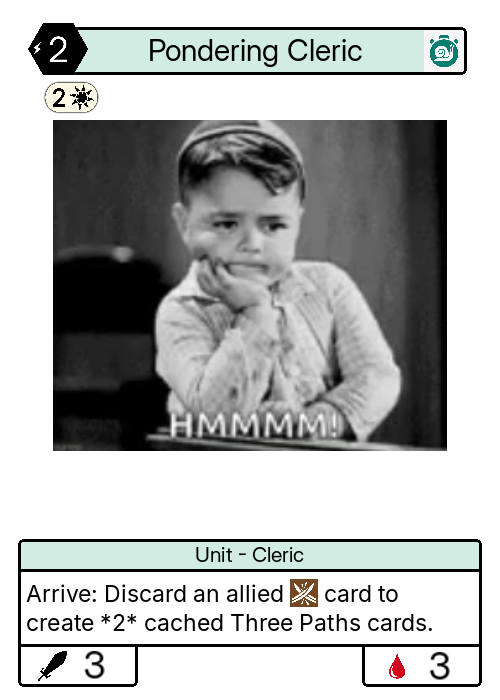 2 Pondering Cleric
2
HMMMM!
Unit - Cleric
Arrive: Discard an allied card to
create *2* cached Three Paths cards.
3 3